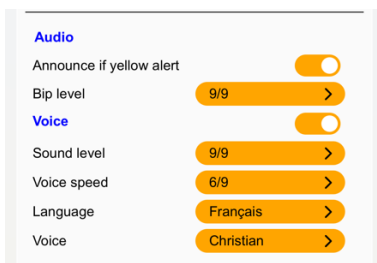 Audio
Announce if yellow alert
Bip level 9/9
Voice
Sound level 9/9
Voice speed 6/9
Language Français
Voice Christian